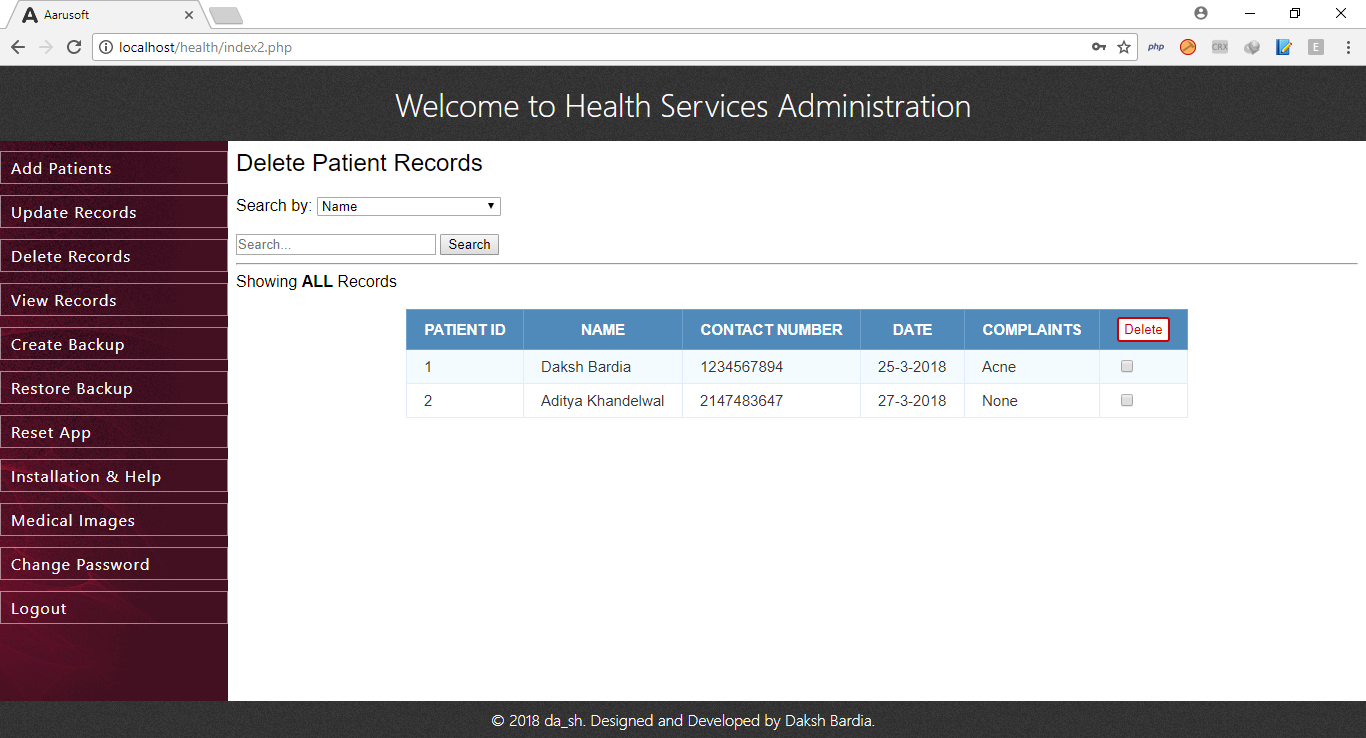 Aarusoft
localhost/health/index2.php
php
CRX
E
Welcome to Health Services Administration
Add Patients
Update Records
Delete Records
View Records
Create Backup
Restore Backup
Reset App
Installation & Help
Medical Images
Change Password
Logout
Delete Patient Records
Search by: Name
Search... Search
Showing ALL Records
PATIENT ID NAME CONTACT NUMBER DATE COMPLAINTS Delete
1 Daksh Bardia 1234567894 25-3-2018 Acne
2 Aditya Khandelwal 2147483647 27-3-2018 None
© 2018 da_sh. Designed and Developed by Daksh Bardia.